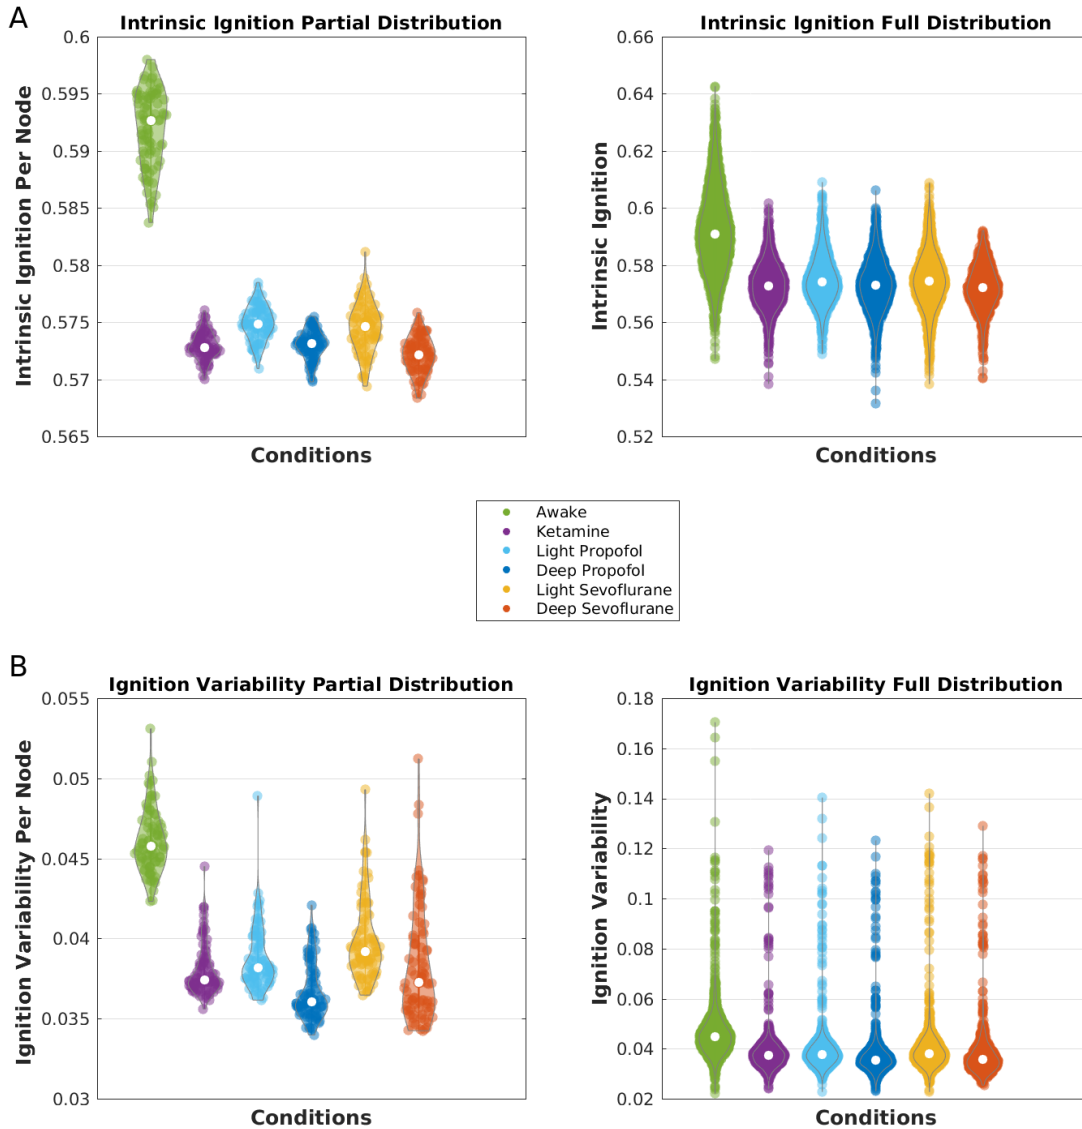 A
Intrinsic Ignition Partial Distribution
Intrinsic Ignition Per Node
0.6
0.595
0.59
0.585
0.58
0.575
0.57
0.565
Conditions
Intrinsic Ignition Full Distribution
Intrinsic Ignition
0.66
0.64
0.62
0.6
0.58
0.56
0.54
0.52
Conditions
Awake
Ketamine
Light Propofol
Deep Propofol
Light Sevoflurane
Deep Sevoflurane
B
Ignition Variability Partial Distribution
Ignition Variability Per Node
0.055
0.05
0.045
0.04
0.035
0.03
Conditions
Ignition Variability Full Distribution
Ignition Variability
0.18
0.16
0.14
0.12
0.1
0.08
0.06
0.04
0.02
Conditions